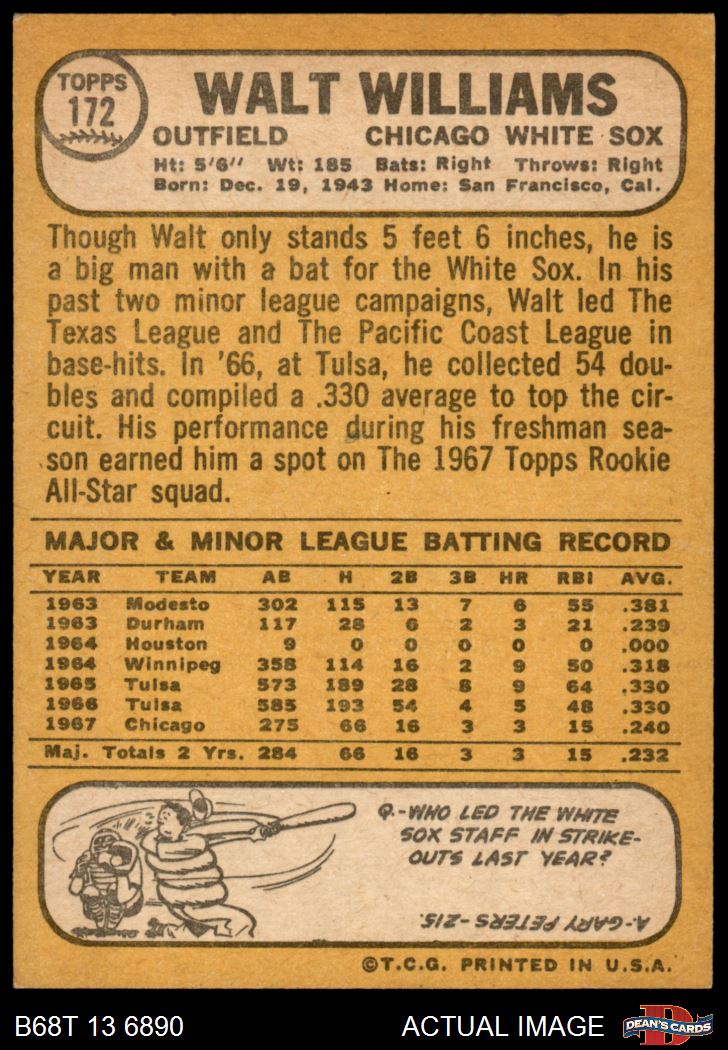 TOPPS
172
WALT WILLIAMS
OUTFIELD CHICAGO WHITE SOX
Ht: 5'6" Wt: 185 Bats: Right Throws: Right
Born: Dec. 19, 1943 Home: San Francisco, Cal.
Though Walt only stands 5 feet 6 inches, he is
a big man with a bat for the White Sox. In his
past two minor league campaigns, Walt led The
Texas League and The Pacific Coast League in
base-hits. In '66, at Tulsa, he collected 54 dou-
bles and compiled a .330 average to top the cir-
cuit. His performance during his freshman sea-
son earned him a spot on The 1967 Topps Rookie
All-Star squad.
MAJOR & MINOR LEAGUE BATTING RECORD
YEAR TEAM AB H 2B 3B HR RBI AVG.
1963 Modesto 302 115 13 7 6 55 .381
1963 Durham 117 28 6 2 3 21 .239
1964 Houston 9 0 0 0 0 0 .000
1964 Winnipeg 358 114 16 2 9 50 .318
1965 Tulsa 573 189 28 8 9 64 .330
1966 Tulsa 585 193 54 4 5 48 .330
1967 Chicago 275 66 16 3 3 15 .240
Maj. Totals 2 Yrs. 284 66 16 3 3 15 .232
Q.-WHO LED THE WHITE
SOX STAFF IN STRIKE-
OUTS LAST YEAR?
A-GARY PETERS-215.
©T.C.G. PRINTED IN U.S.A.
B68T 13 6890 ACTUAL IMAGE
D
DEAN'S CARDS